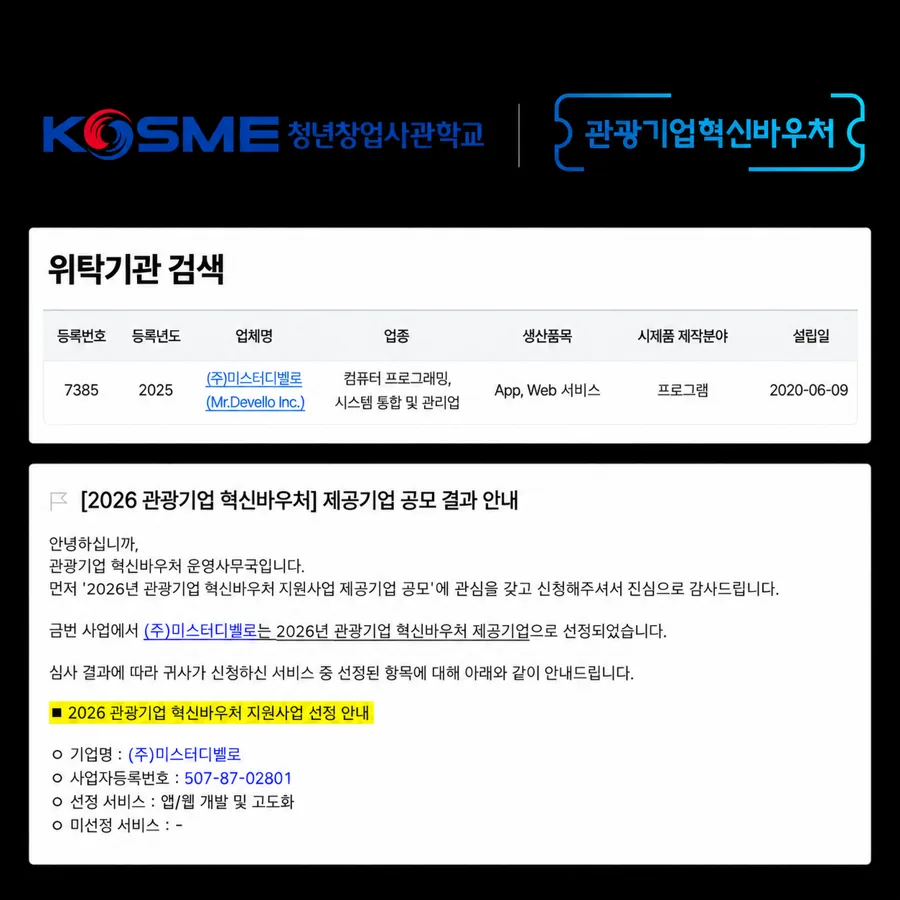 KOSME 청년창업사관학교
관광기업혁신바우처
위탁기관 검색
등록번호 등록년도 업체명 업종 생산품목 시제품 제작분야 설립일
7385 2025 (주)미스터디벨로 (Mr.Devello Inc.) 컴퓨터 프로그래밍, 시스템 통합 및 관리업 App, Web 서비스 프로그램 2020-06-09
[2026 관광기업 혁신바우처] 제공기업 공모 결과 안내
안녕하십니까,
관광기업 혁신바우처 운영사무국입니다.
먼저 '2026년 관광기업 혁신바우처 지원사업 제공기업 공모'에 관심을 갖고 신청해주셔서 진심으로 감사드립니다.
금번 사업에서 (주)미스터디벨로는 2026년 관광기업 혁신바우처 제공기업으로 선정되었습니다.
심사 결과에 따라 귀사가 신청하신 서비스 중 선정된 항목에 대해 아래와 같이 안내드립니다.
■ 2026 관광기업 혁신바우처 지원사업 선정 안내
ㅇ 기업명 : (주)미스터디벨로
ㅇ 사업자등록번호 : 507-87-02801
ㅇ 선정 서비스 : 앱/웹 개발 및 고도화
ㅇ 미선정 서비스 : -